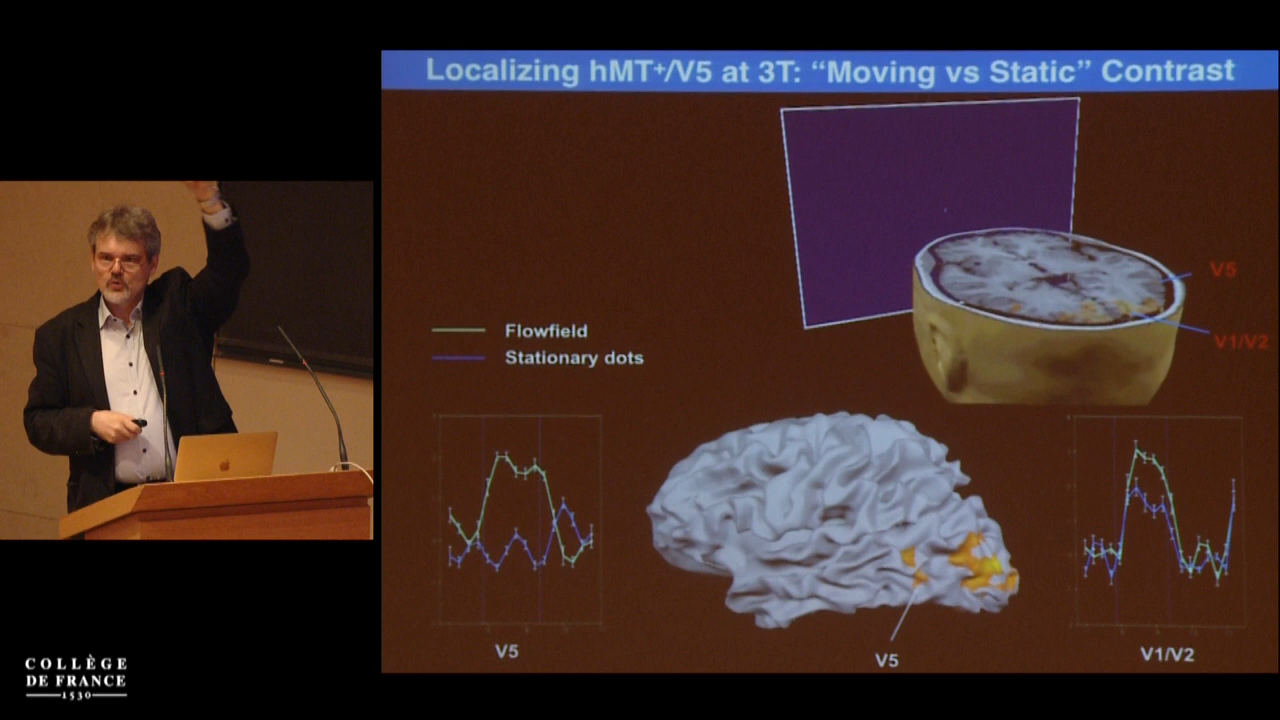 Localizing hMT+/V5 at 3T: “Moving vs Static” Contrast
V5
V1/V2
Flowfield
Stationary dots
V5
V5
V1/V2
COLLÈGE
DE FRANCE
1530